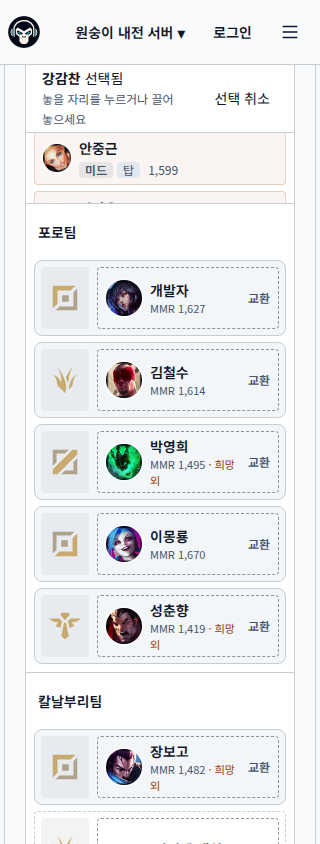 원숭이 내전 서버 ▾
로그인
강감찬 선택됨
놓을 자리를 누르거나 끌어
놓으세요
선택 취소
안중근
미드 탑 1,599
포로팀
개발자
MMR 1,627
교환
김철수
MMR 1,614
교환
박영희
MMR 1,495 · 희망
외
교환
이몽룡
MMR 1,670
교환
성춘향
MMR 1,419 · 희망
외
교환
칼날부리팀
장보고
MMR 1,482 · 희망
외
교환